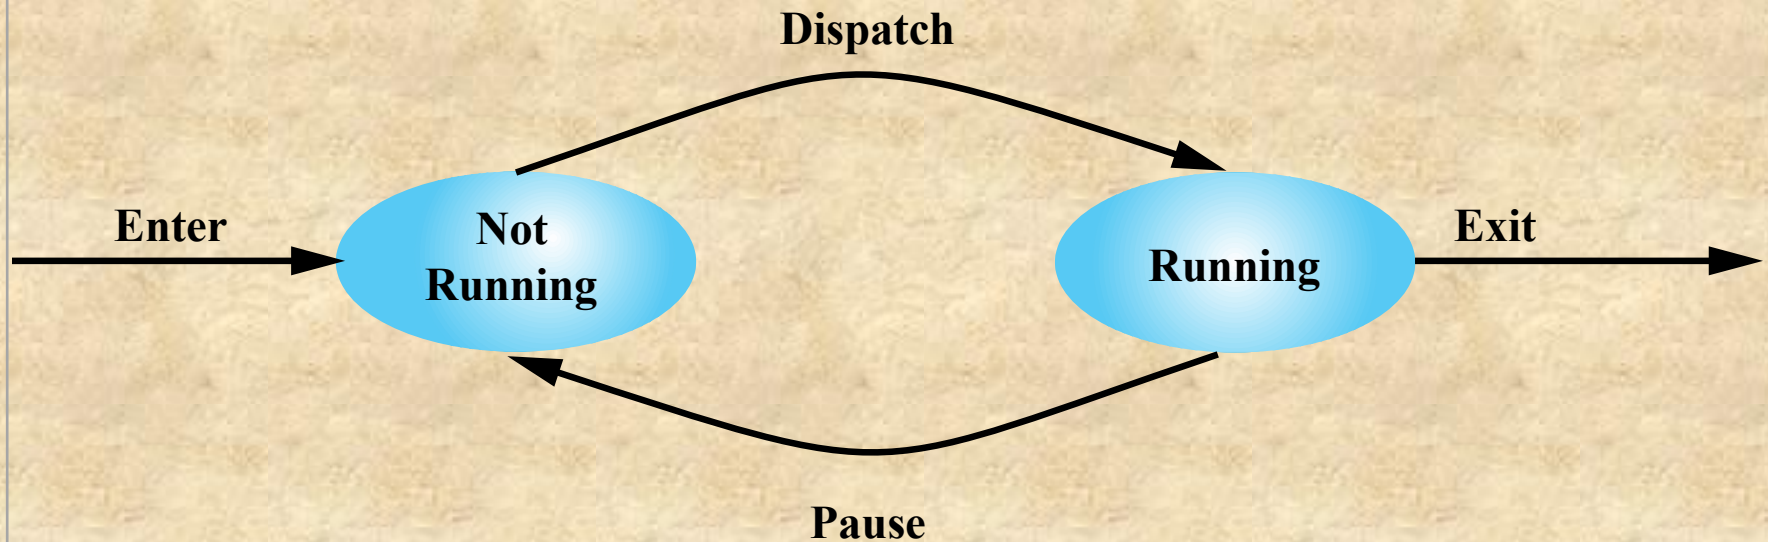 Dispatch
Enter
Not
Running
Running
Exit
Pause